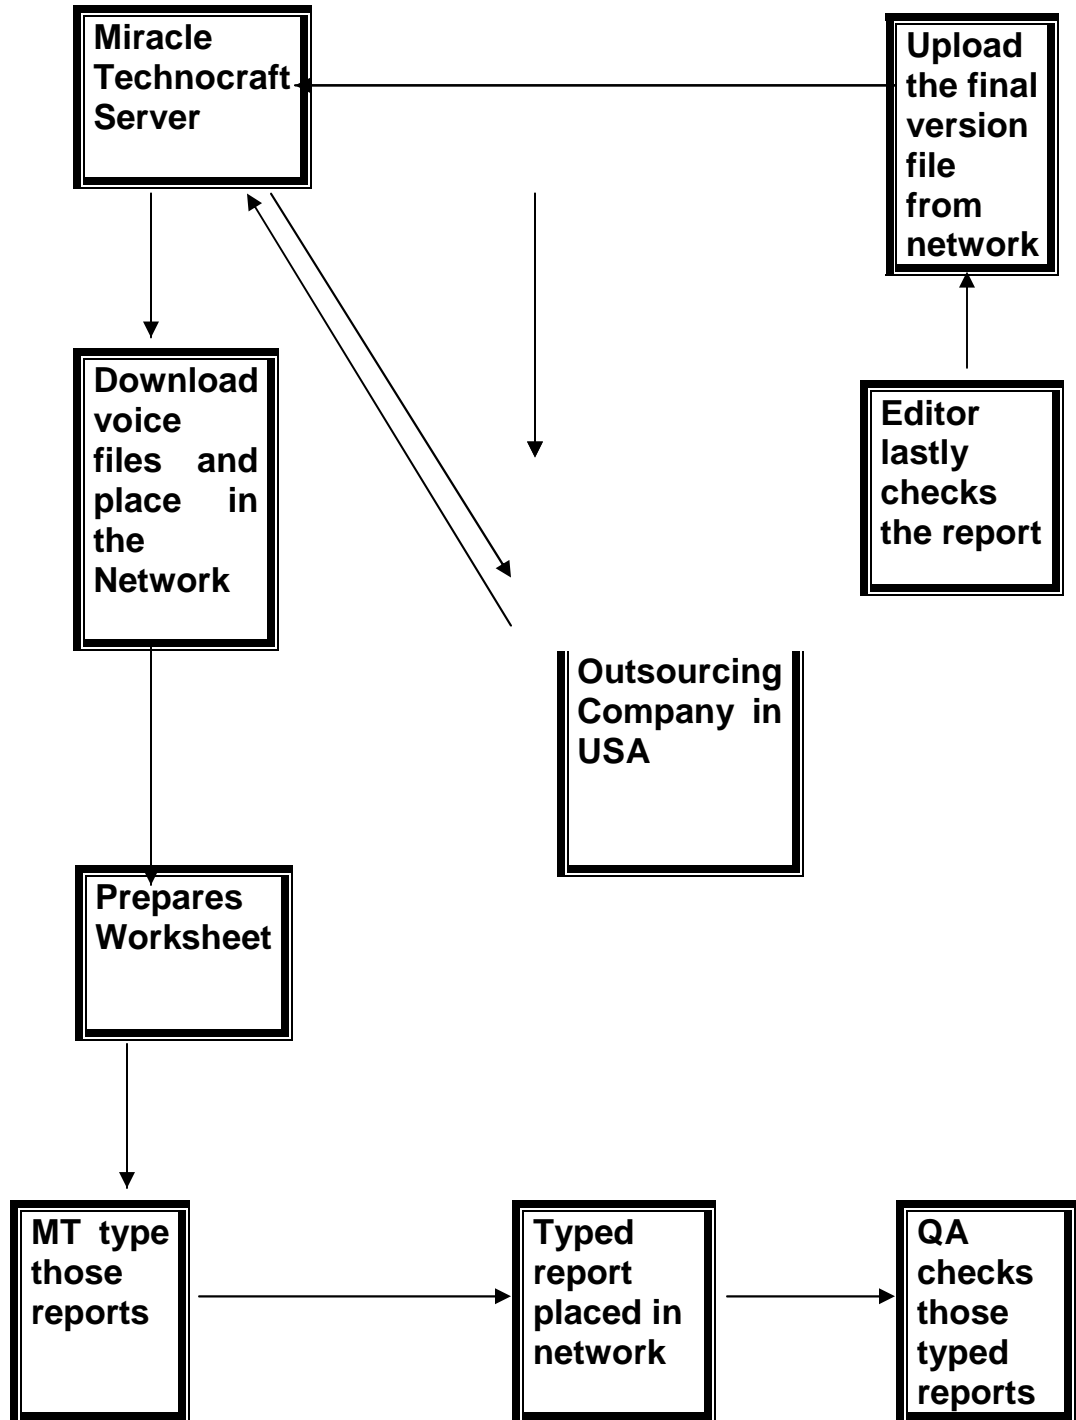 Miracle
Technocraft
Server
Upload
the final
version
file
from
network
Download
voice
files and
place in
the
Network
Editor
lastly
checks
the report
Outsourcing
Company in
USA
Prepares
Worksheet
MT type
those
reports
Typed
report
placed in
network
QA
checks
those
typed
reports